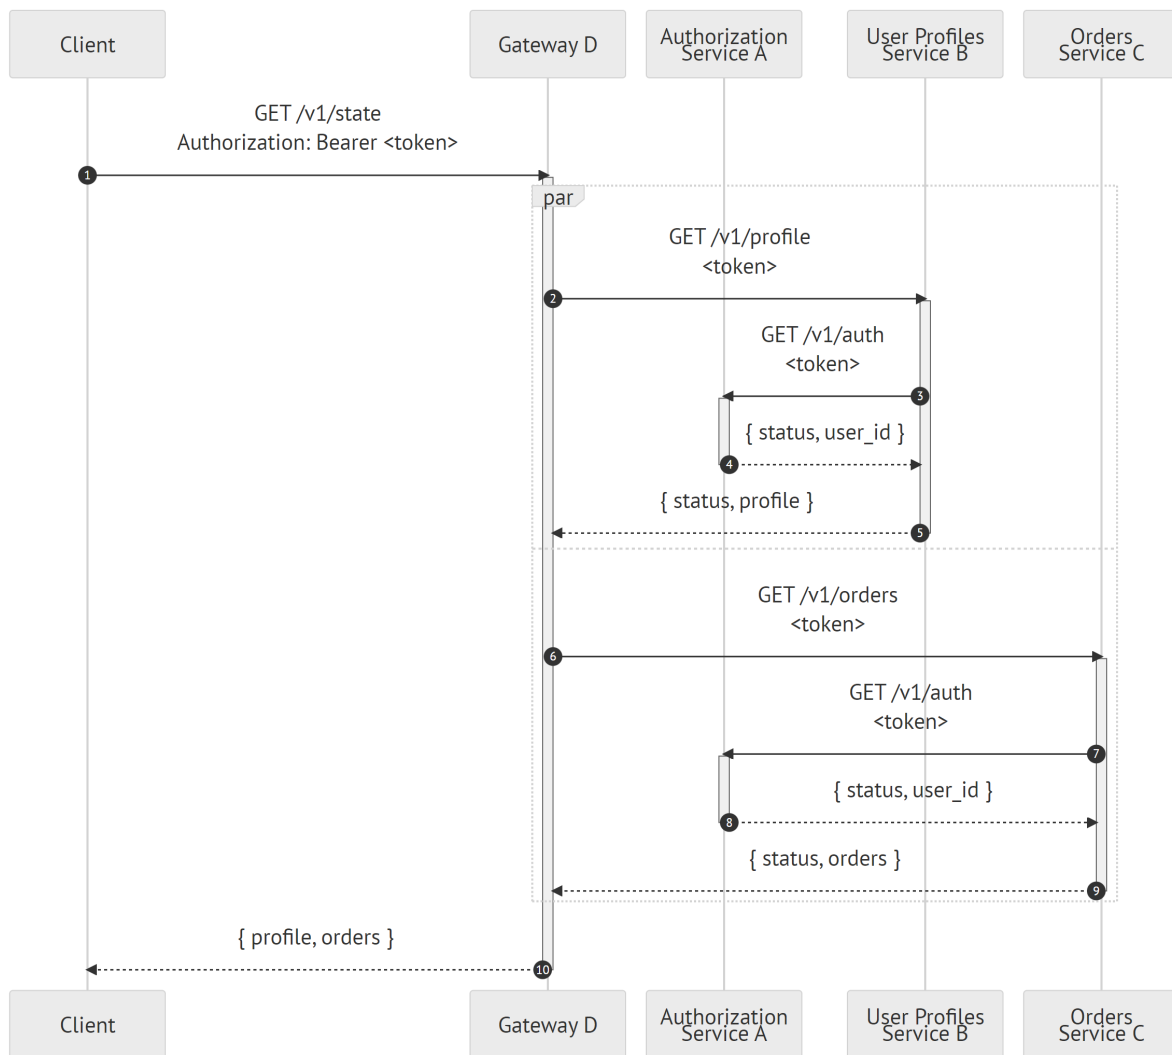 Client
Gateway D
Authorization
Service A
User Profiles
Service B
Orders
Service C
GET /v1/state
Authorization: Bearer <token>
1
par
GET /v1/profile
<token>
2
GET /v1/auth
<token>
3
{ status, user_id }
4
{ status, profile }
5
GET /v1/orders
<token>
6
GET /v1/auth
<token>
7
{ status, user_id }
8
{ status, orders }
9
{ profile, orders }
10
Client
Gateway D
Authorization
Service A
User Profiles
Service B
Orders
Service C